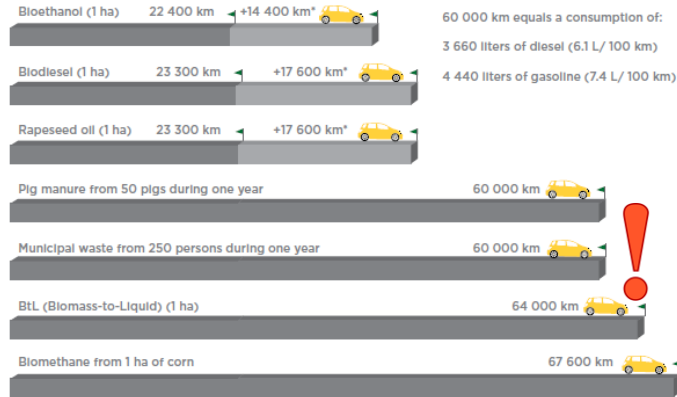 Bioethanol (1 ha) 22 400 km +14 400 km*
60 000 km equals a consumption of:
3 660 liters of diesel (6.1 L/ 100 km)
4 440 liters of gasoline (7.4 L/ 100 km)
Biodiesel (1 ha) 23 300 km +17 600 km*
Rapeseed oil (1 ha) 23 300 km +17 600 km*
Pig manure from 50 pigs during one year 60 000 km
Municipal waste from 250 persons during one year 60 000 km
BtL (Biomass-to-Liquid) (1 ha) 64 000 km
Biomethane from 1 ha of corn 67 600 km